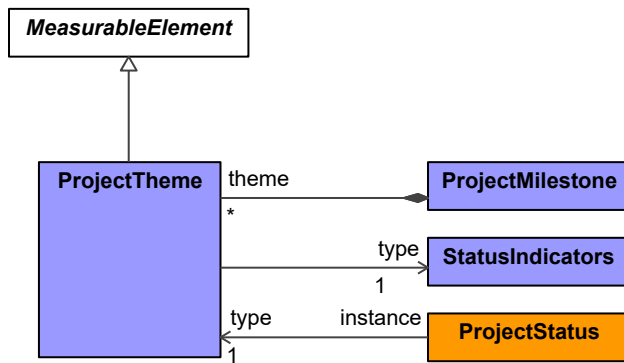 MeasurableElement
ProjectTheme
theme
*
ProjectMilestone
type
1
StatusIndicators
type
1
instance
ProjectStatus